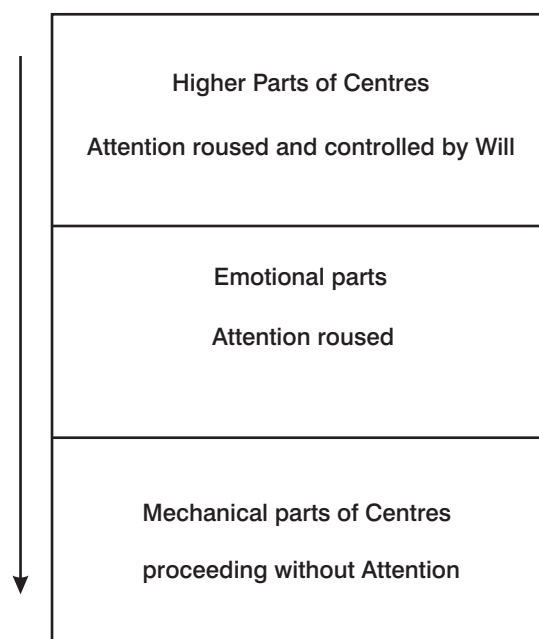 Higher Parts of Centres
Attention roused and controlled by Will
Emotional parts
Attention roused
Mechanical parts of Centres
proceeding without Attention